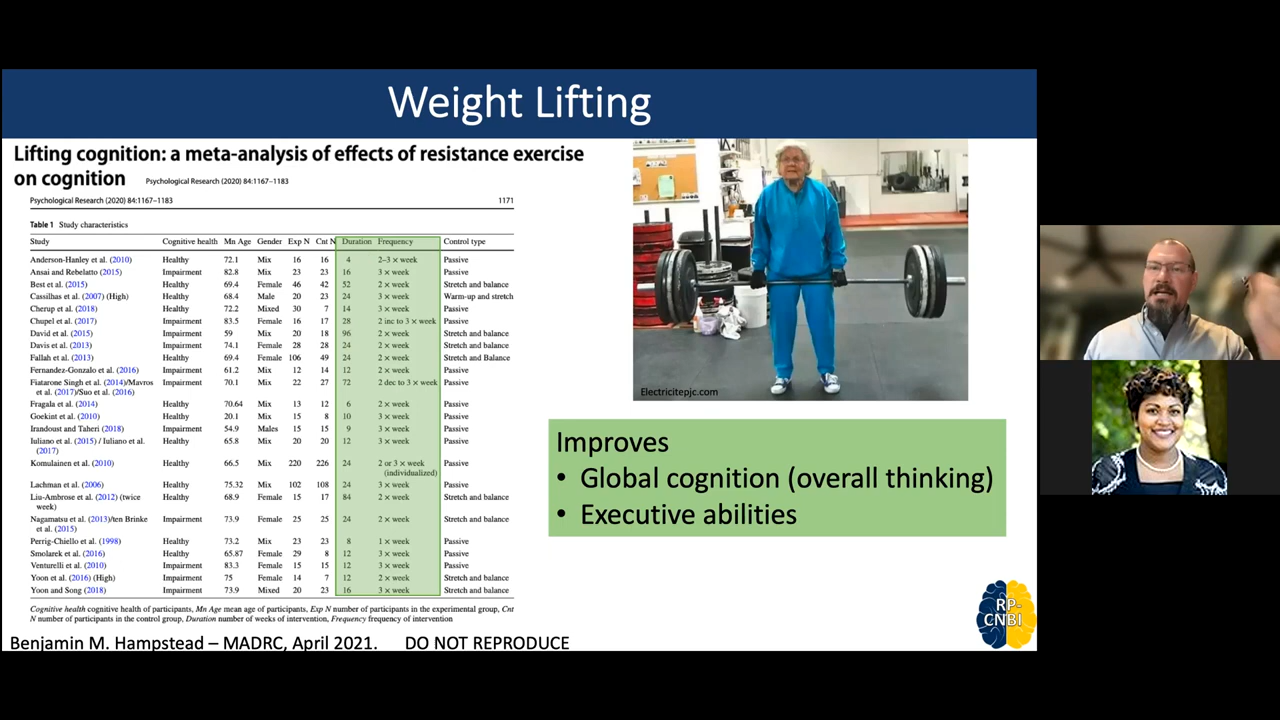 Weight Lifting
Lifting cognition: a meta-analysis of effects of resistance exercise
on cognition Psychological Research (2020) 84:1167–1183
Psychological Research (2020) 84:1167–1183 1171
Table 1 Study characteristics
Study Cognitive health Mn Age Gender Exp N Cnt N Duration Frequency Control type
Anderson-Hanley et al. (2010) Healthy 72.1 Mix 16 16 4 2–3 × week Passive
Ansai and Rebelatto (2015) Impairment 82.8 Mix 23 23 16 3 × week Passive
Best et al. (2015) Healthy 69.4 Female 46 42 52 2 × week Stretch and balance
Cassilhas et al. (2007) (High) Healthy 68.4 Male 20 23 24 3 × week Warm-up and stretch
Cherup et al. (2018) Healthy 72.2 Mixed 30 7 14 3 × week Passive
Chupel et al. (2017) Impairment 83.5 Female 16 17 28 2 inc to 3 × week Passive
David et al. (2015) Impairment 59 Mix 20 18 96 2 × week Stretch and balance
Davis et al. (2013) Impairment 74.1 Female 28 28 24 2 × week Stretch and balance
Fallah et al. (2013) Healthy 69.4 Female 106 49 24 2 × week Stretch and Balance
Fernandez-Gonzalo et al. (2016) Impairment 61.2 Mix 12 14 12 2 × week Passive
Fiatarone Singh et al. (2014)/Mavros Impairment 70.1 Mix 22 27 72 2 dec to 3 × week Passive
et al. (2017)/Suo et al. (2016)
Fragala et al. (2014) Healthy 70.64 Mix 13 12 6 2 × week Passive
Goekint et al. (2010) Healthy 20.1 Mix 15 8 10 3 × week Passive
Irandoust and Taheri (2018) Impairment 54.9 Males 15 15 9 3 × week Passive
Iuliano et al. (2015) / Iuliano et al. Healthy 65.8 Mix 20 20 12 3 × week Passive
(2017)
Komulainen et al. (2010) Healthy 66.5 Mix 220 226 24 2 or 3 × week Passive
(individualized)
Lachman et al. (2006) Healthy 75.32 Mix 102 108 24 3 × week Passive
Liu-Ambrose et al. (2012) (twice Healthy 68.9 Female 15 17 84 2 × week Stretch and balance
week)
Nagamatsu et al. (2013)/ten Brinke Impairment 73.9 Female 25 25 24 2 × week Stretch and balance
et al. (2015)
Perrig-Chiello et al. (1998) Healthy 73.2 Mix 23 23 8 1 × week Passive
Smolarek et al. (2016) Healthy 65.87 Female 29 8 12 3 × week Passive
Venturelli et al. (2010) Impairment 83.3 Female 15 15 12 3 × week Passive
Yoon et al. (2016) (High) Impairment 75 Female 14 7 12 2 × week Stretch and balance
Yoon and Song (2018) Impairment 73.9 Mixed 20 23 16 3 × week Stretch and balance
Cognitive health cognitive health of participants, Mn Age mean age of participants, Exp N number of participants in the experimental group, Cnt
N number of participants in the control group, Duration number of weeks of intervention, Frequency frequency of intervention
Electricitepjc.com
Improves
• Global cognition (overall thinking)
• Executive abilities
RP-
CNBI
Benjamin M. Hampstead – MADRC, April 2021. DO NOT REPRODUCE